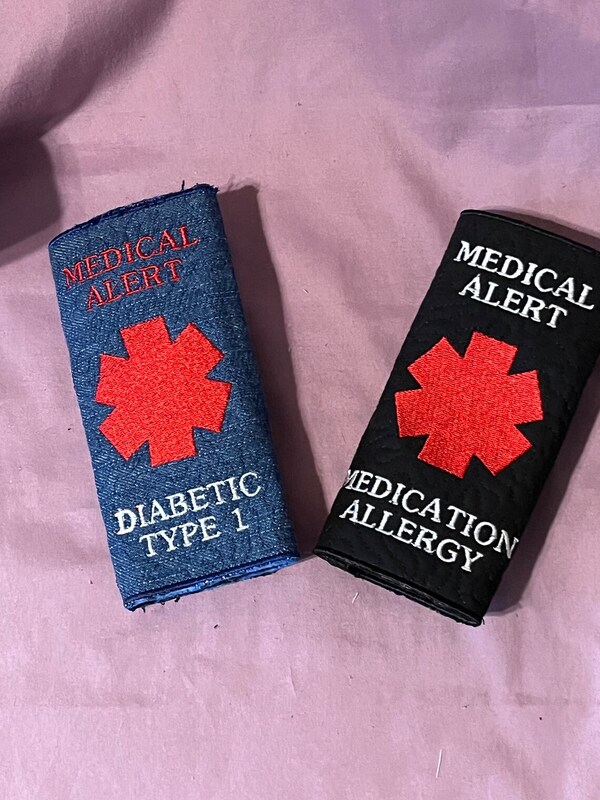 MEDICAL
ALERT
DIABETIC
TYPE 1
MEDICAL
ALERT
MEDICATION
ALLERGY